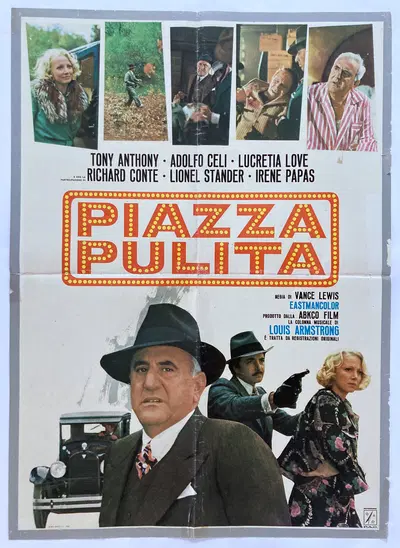 TONY ANTHONY · ADOLFO CELI · LUCRETIA LOVE
RICHARD CONTE · LIONEL STANDER · IRENE PAPAS
PIAZZA
PULITA
REGIA DI VANCE LEWIS
EASTMANCOLOR
PRODOTTO DALLA ABKCO FILM
LA COLONNA MUSICALE DI
LOUIS ARMSTRONG
È TRATTA DA REGISTRAZIONI ORIGINALI